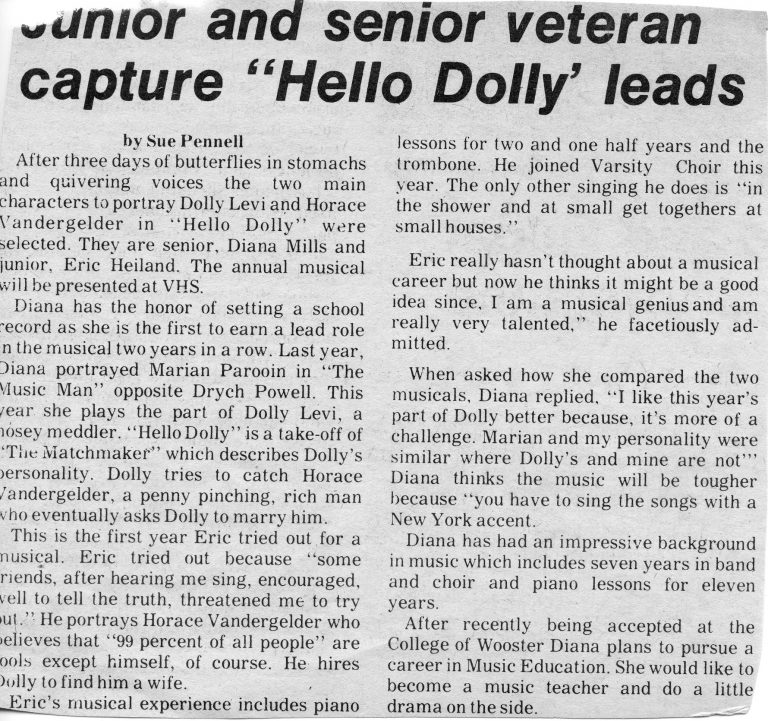 Junior and senior veteran
capture "Hello Dolly' leads
by Sue Pennell
After three days of butterflies in stomachs
and quivering voices the two main
characters to portray Dolly Levi and Horace
Vandergelder in "Hello Dolly" were
selected. They are senior, Diana Mills and
junior, Eric Heiland. The annual musical
will be presented at VHS.
Diana has the honor of setting a school
record as she is the first to earn a lead role
in the musical two years in a row. Last year,
Diana portrayed Marian Parooin in "The
Music Man" opposite Drych Powell. This
year she plays the part of Dolly Levi, a
nosey meddler. "Hello Dolly" is a take-off of
"The Matchmaker" which describes Dolly's
personality. Dolly tries to catch Horace
Vandergelder, a penny pinching, rich man
who eventually asks Dolly to marry him.
This is the first year Eric tried out for a
musical. Eric tried out because "some
friends, after hearing me sing, encouraged,
well to tell the truth, threatened me to try
out." He portrays Horace Vandergelder who
believes that "99 percent of all people" are
fools except himself, of course. He hires
Dolly to find him a wife.
Eric's musical experience includes piano
lessons for two and one half years and the
trombone. He joined Varsity Choir this
year. The only other singing he does is "in
the shower and at small get togethers at
small houses."
Eric really hasn't thought about a musical
career but now he thinks it might be a good
idea since, I am a musical genius and am
really very talented," he facetiously ad-
mitted.
When asked how she compared the two
musicals, Diana replied, "I like this year's
part of Dolly better because, it's more of a
challenge. Marian and my personality were
similar where Dolly's and mine are not"'
Diana thinks the music will be tougher
because "you have to sing the songs with a
New York accent.
Diana has had an impressive background
in music which includes seven years in band
and choir and piano lessons for eleven
years.
After recently being accepted at the
College of Wooster Diana plans to pursue a
career in Music Education. She would like to
become a music teacher and do a little
drama on the side.